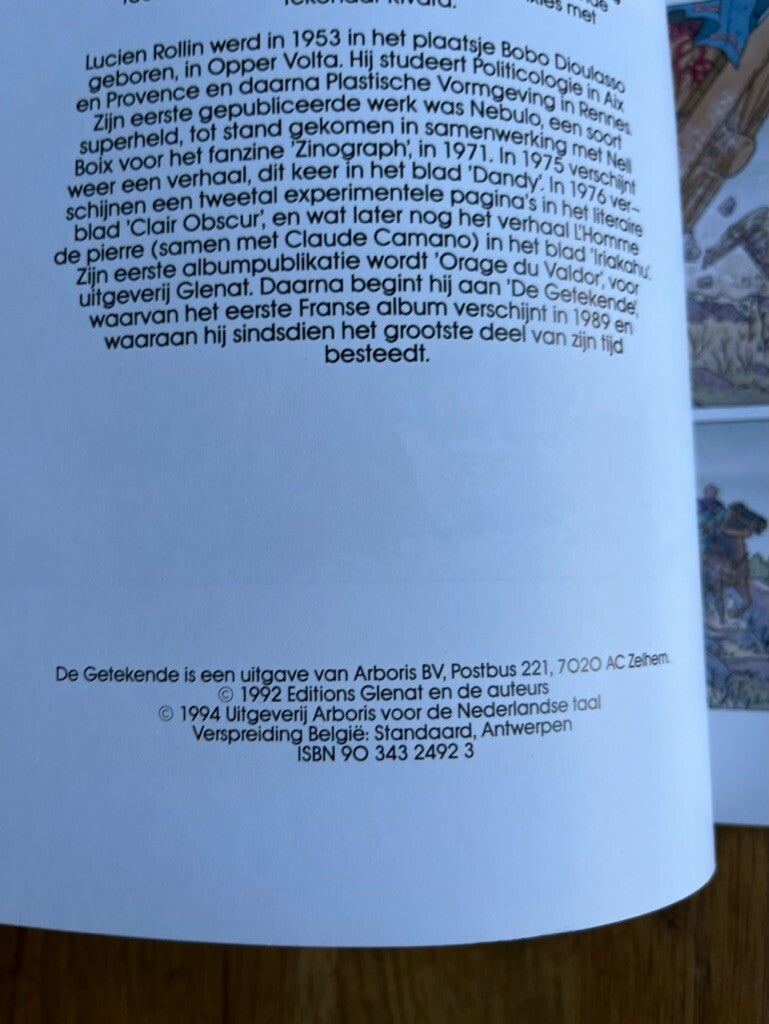 tekenaar Rivald.
met
Lucien Rollin werd in 1953 in het plaatsje Bobo Dioulasso
geboren, in Opper Volta. Hij studeert Politicologie in Aix
en Provence en daarna Plastische Vormgeving in Rennes.
Zijn eerste gepubliceerde werk was Nebulo, een soort
superheld, tot stand gekomen in samenwerking met Nell
Boix voor het fanzine 'Zinograph', in 1971. In 1975 verschijnt
weer een verhaal, dit keer in het blad 'Dandy'. In 1976 ver-
schijnen een tweetal experimentele pagina's in het literaire
blad 'Clair Obscur', en wat later nog het verhaal L'Homme
de pierre (samen met Claude Camano) in het blad 'Iriakahu'.
Zijn eerste albumpublikatie wordt 'Orage du Valdor', voor
uitgeverij Glenat. Daarna begint hij aan 'De Getekende',
waarvan het eerste Franse album verschijnt in 1989 en
waaraan hij sindsdien het grootste deel van zijn tijd
besteedt.
De Getekende is een uitgave van Arboris BV, Postbus 221, 7020 AC Zelhem.
© 1992 Editions Glenat en de auteurs
© 1994 Uitgeverij Arboris voor de Nederlandse taal
Verspreiding België: Standaard, Antwerpen
ISBN 90 343 2492 3